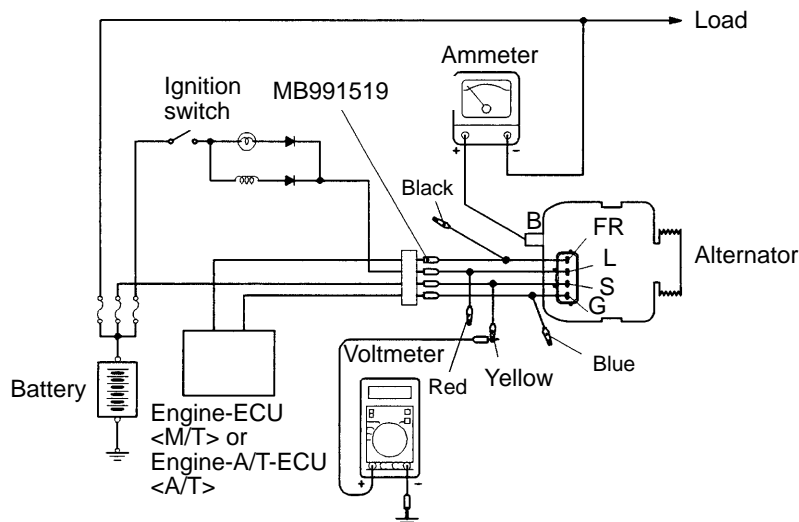 Load
Ammeter
Ignition
switch
MB991519
+
–
Black
B
FR
L
S
G
Alternator
Voltmeter
Red
Yellow
Blue
Battery
Engine-ECU
<M/T> or
Engine-A/T-ECU
<A/T>
+
–